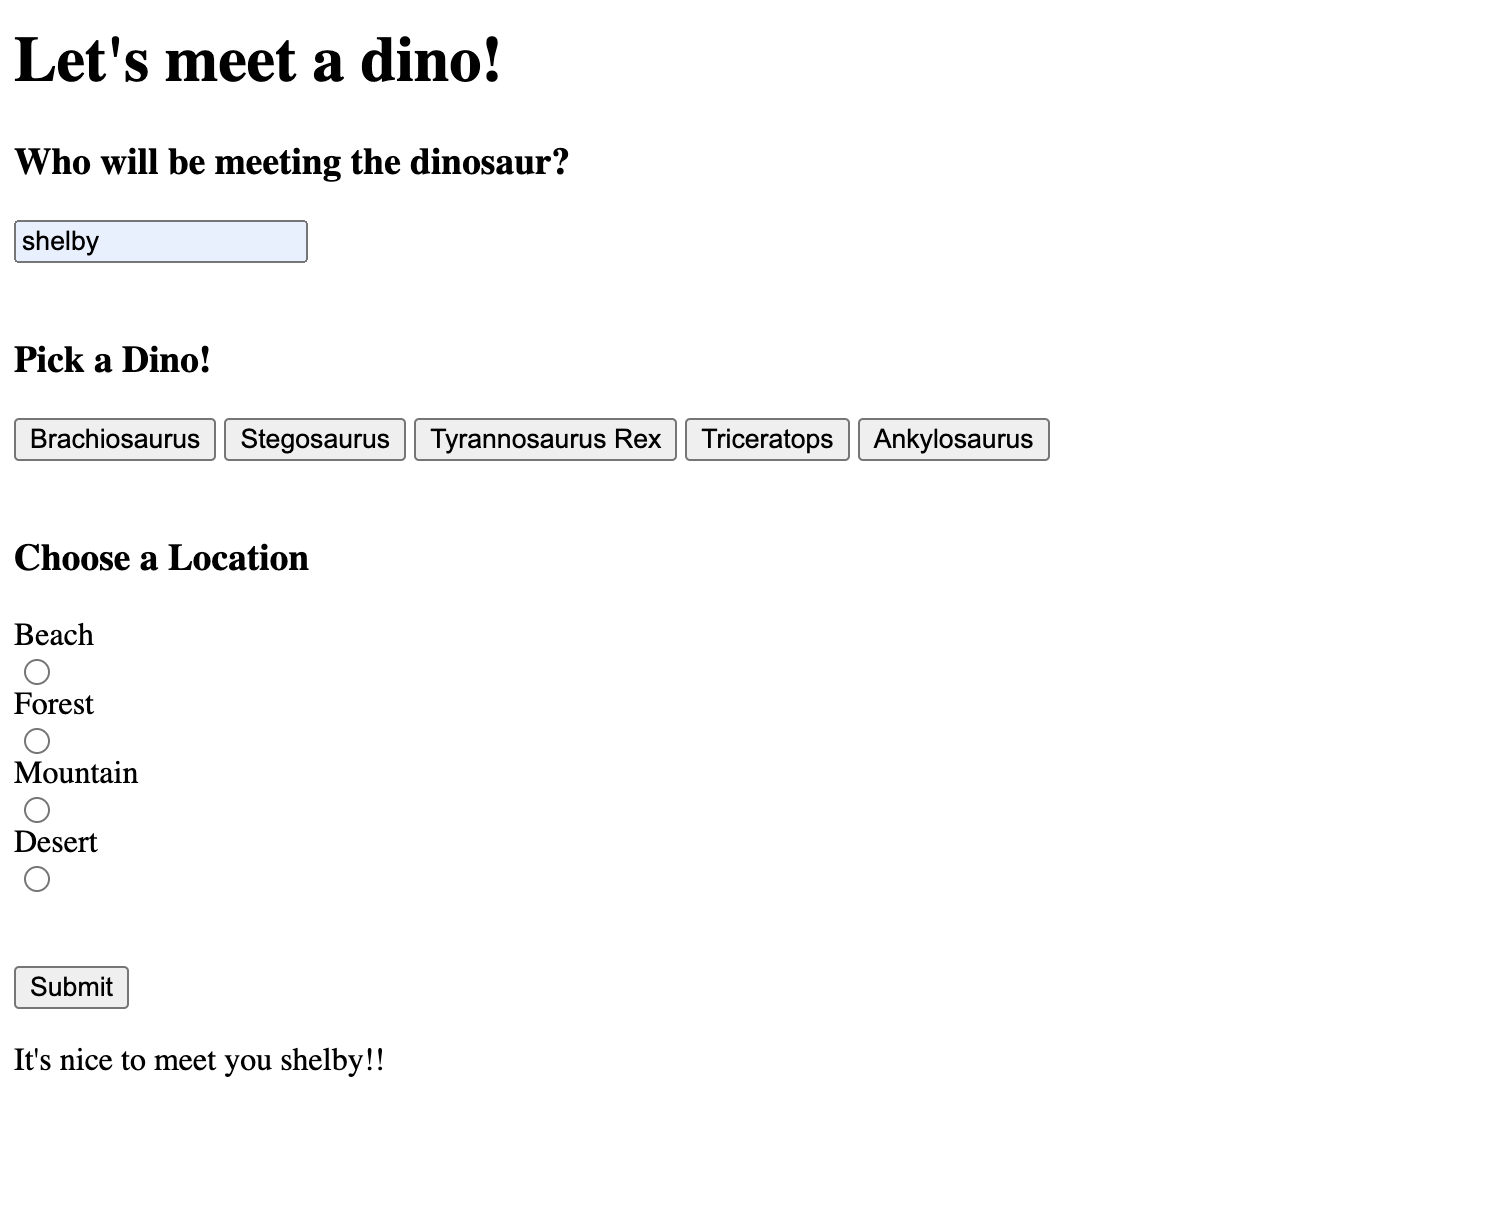 Let's meet a dino!
Who will be meeting the dinosaur?
shelby
Pick a Dino!
Brachiosaurus Stegosaurus Tyrannosaurus Rex Triceratops Ankylosaurus
Choose a Location
Beach
Forest
Mountain
Desert
Submit
It's nice to meet you shelby!!